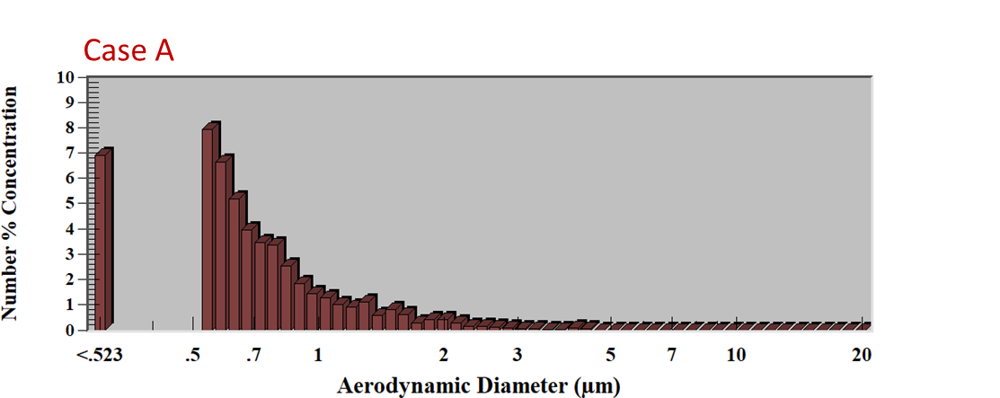 Case A
10
9
8
7
6
5
4
3
2
1
0
Number % Concentration
<.523 .5 .7 1 2 3 5 7 10 20
Aerodynamic Diameter (µm)